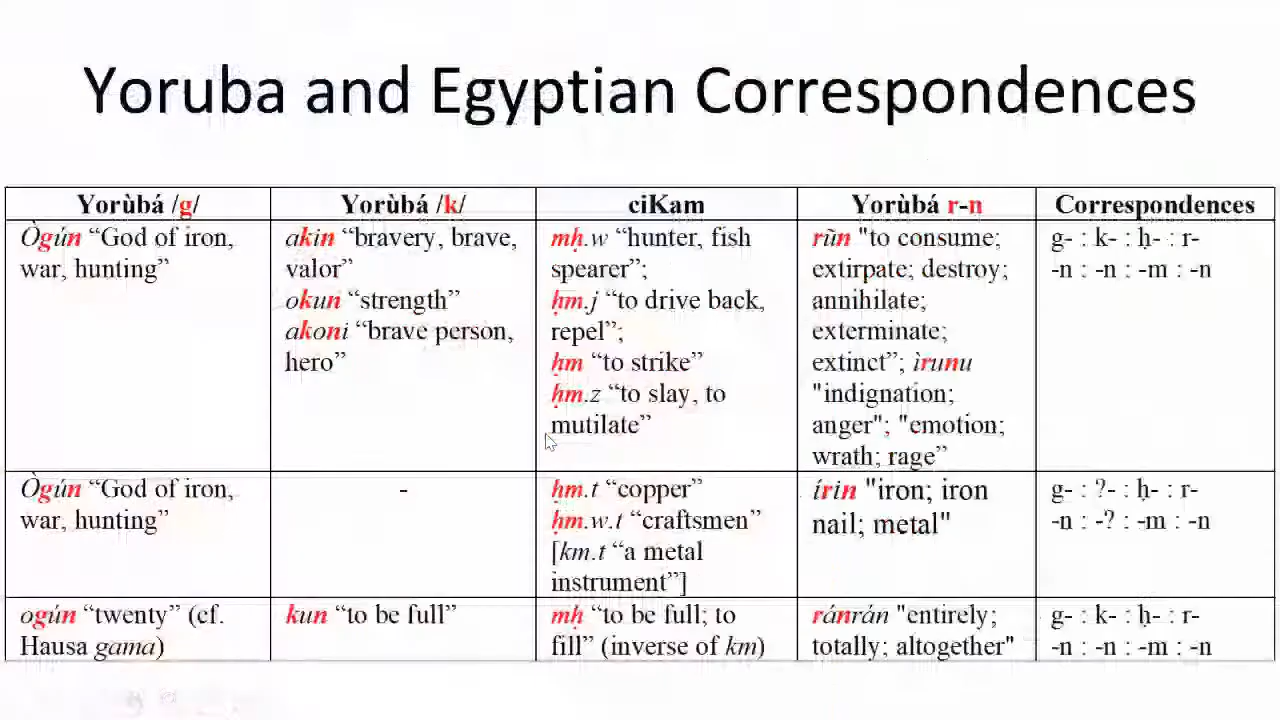 Yoruba and Egyptian Correspondences
Yorùbá /g/
Yorùbá /k/
ciKam
Yorùbá r-n
Correspondences
Ògún “God of iron,
war, hunting”
akin “bravery, brave,
valor”
okun “strength”
akoni “brave person,
hero”
mḥ.w “hunter, fish
spearer”;
ḥm.j “to drive back,
repel”;
ḥm “to strike”
ḥm.z “to slay, to
mutilate”
rũn "to consume;
extirpate; destroy;
annihilate;
exterminate;
extinct”; ìrunu
"indignation;
anger"; "emotion;
wrath; rage”
g- : k- : ḥ- : r-
-n : -n : -m : -n
Ògún “God of iron,
war, hunting”
-
ḥm.t “copper”
ḥm.w.t “craftsmen”
[km.t “a metal
instrument”]
írin "iron; iron
nail; metal"
g- : ?- : ḥ- : r-
-n : -? : -m : -n
ogún “twenty” (cf.
Hausa gama)
kun “to be full”
mḥ “to be full; to
fill” (inverse of km)
ránrán "entirely;
totally; altogether"
g- : k- : ḥ- : r-
-n : -n : -m : -n